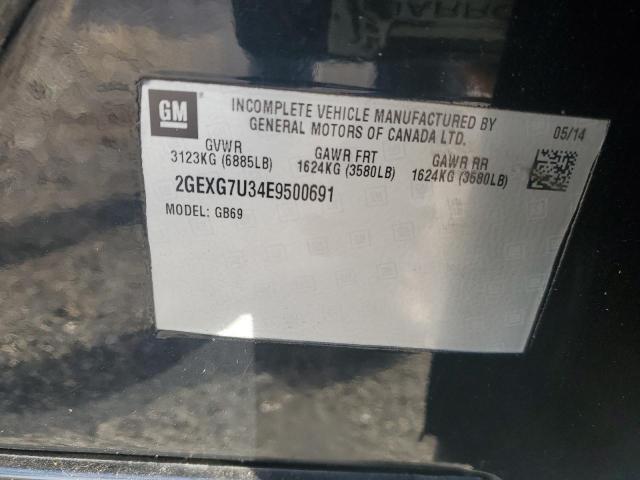 GM
INCOMPLETE VEHICLE MANUFACTURED BY
GENERAL MOTORS OF CANADA LTD.
05/14
GVWR
3123KG (6885LB)
GAWR FRT
1624KG (3580LB)
GAWR RR
1624KG (3580LB)
2GEXG7U34E9500691
MODEL: GB69